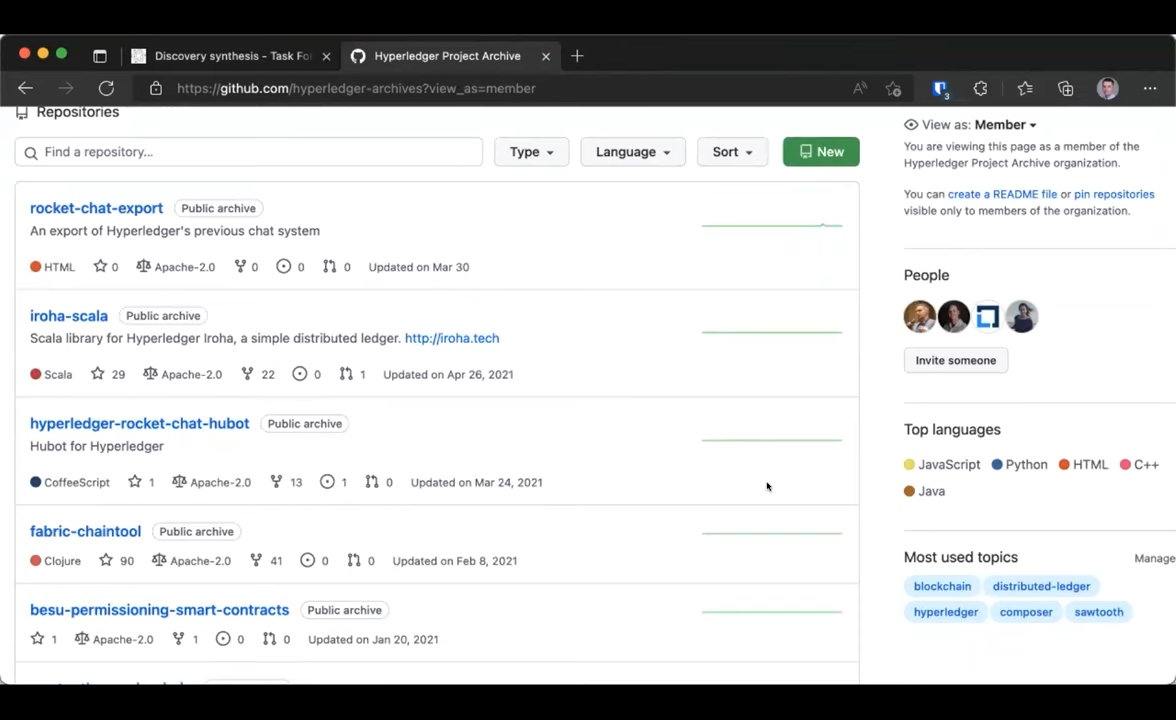 Discovery synthesis - Task Fo
Hyperledger Project Archive
https://github.com/hyperledger-archives?view_as=member
3
Repositories
Find a repository...
Type
Language
Sort
New
rocket-chat-export Public archive
An export of Hyperledger's previous chat system
HTML 0 Apache-2.0 0 0 0 Updated on Mar 30
iroha-scala Public archive
Scala library for Hyperledger Iroha, a simple distributed ledger. http://iroha.tech
Scala 29 Apache-2.0 22 0 1 Updated on Apr 26, 2021
hyperledger-rocket-chat-hubot Public archive
Hubot for Hyperledger
CoffeeScript 1 Apache-2.0 13 1 0 Updated on Mar 24, 2021
fabric-chaintool Public archive
Clojure 90 Apache-2.0 41 0 0 Updated on Feb 8, 2021
besu-permissioning-smart-contracts Public archive
1 Apache-2.0 1 0 0 Updated on Jan 20, 2021
View as: Member
You are viewing this page as a member of the
Hyperledger Project Archive organization.
You can create a README file or pin repositories
visible only to members of the organization.
People
Invite someone
Top languages
JavaScript Python HTML C++
Java
Most used topics Manage
blockchain distributed-ledger
hyperledger composer sawtooth